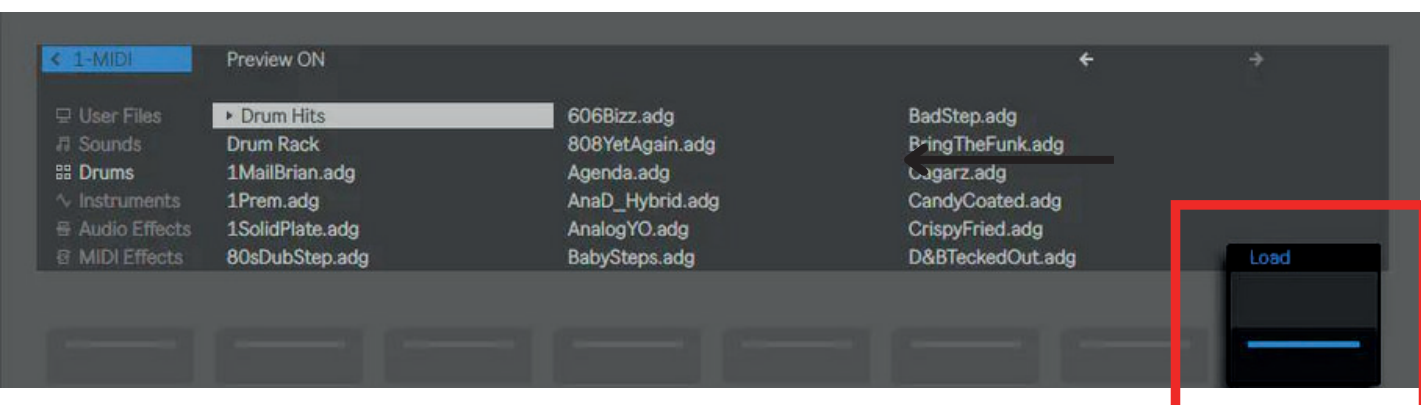 < 1-MIDI Preview ON ← →
User Files ▸ Drum Hits 606Bizz.adg BadStep.adg
Sounds Drum Rack 808YetAgain.adg BringTheFunk.adg
Drums 1MailBrian.adg Agenda.adg Cagarz.adg
Instruments 1Prem.adg AnaD_Hybrid.adg CandyCoated.adg
Audio Effects 1SolidPlate.adg AnalogYO.adg CrispyFried.adg
MIDI Effects 80sDubStep.adg BabySteps.adg D&BTeckedOut.adg
Load